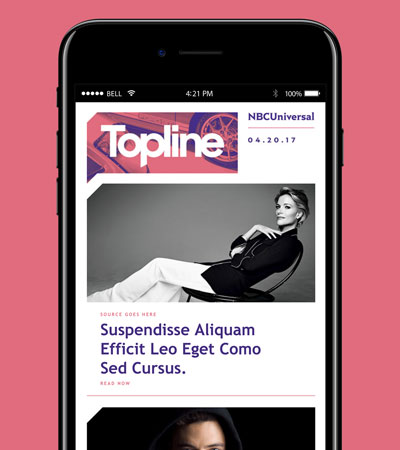 BELL
4:21 PM
100%
Topline
NBCUniversal
04.20.17
SOURCE GOES HERE
Suspendisse Aliquam
Efficit Leo Eget Como
Sed Cursus.
READ NOW